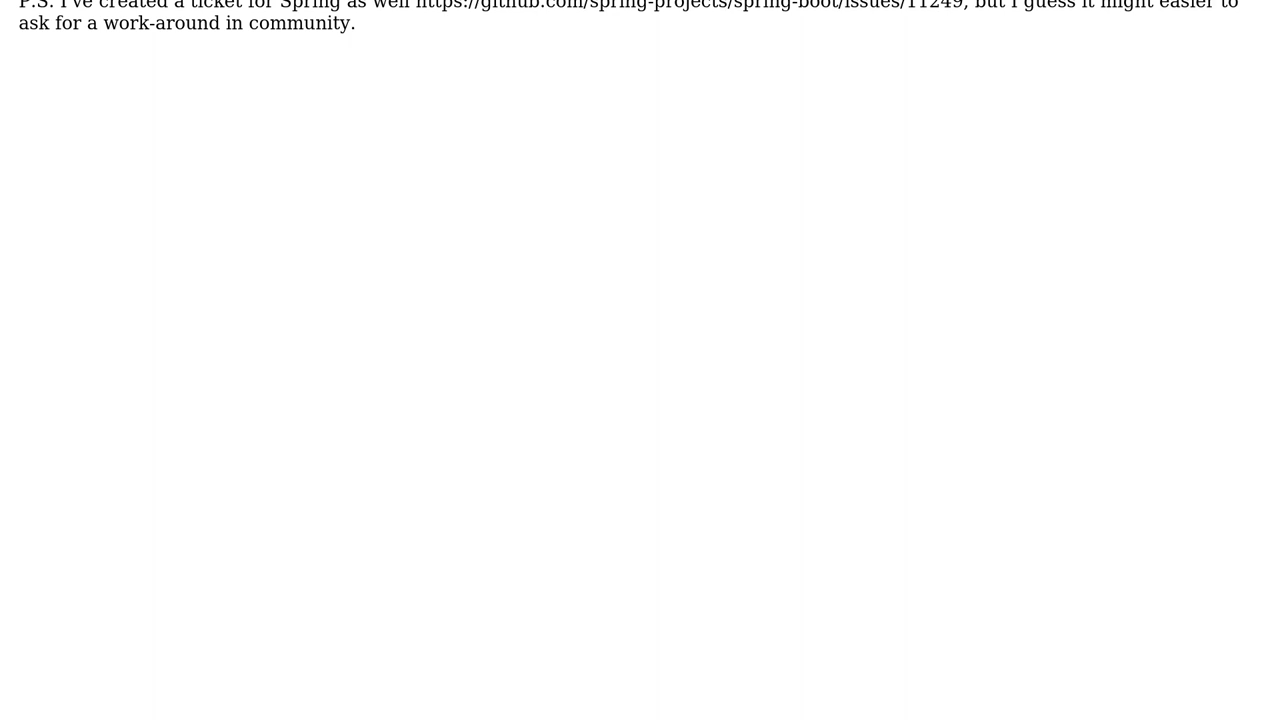 P.S. I've created a ticket for Spring as well https://github.com/spring-projects/spring-boot/issues/11249, but I guess it might easier to
ask for a work-around in community.